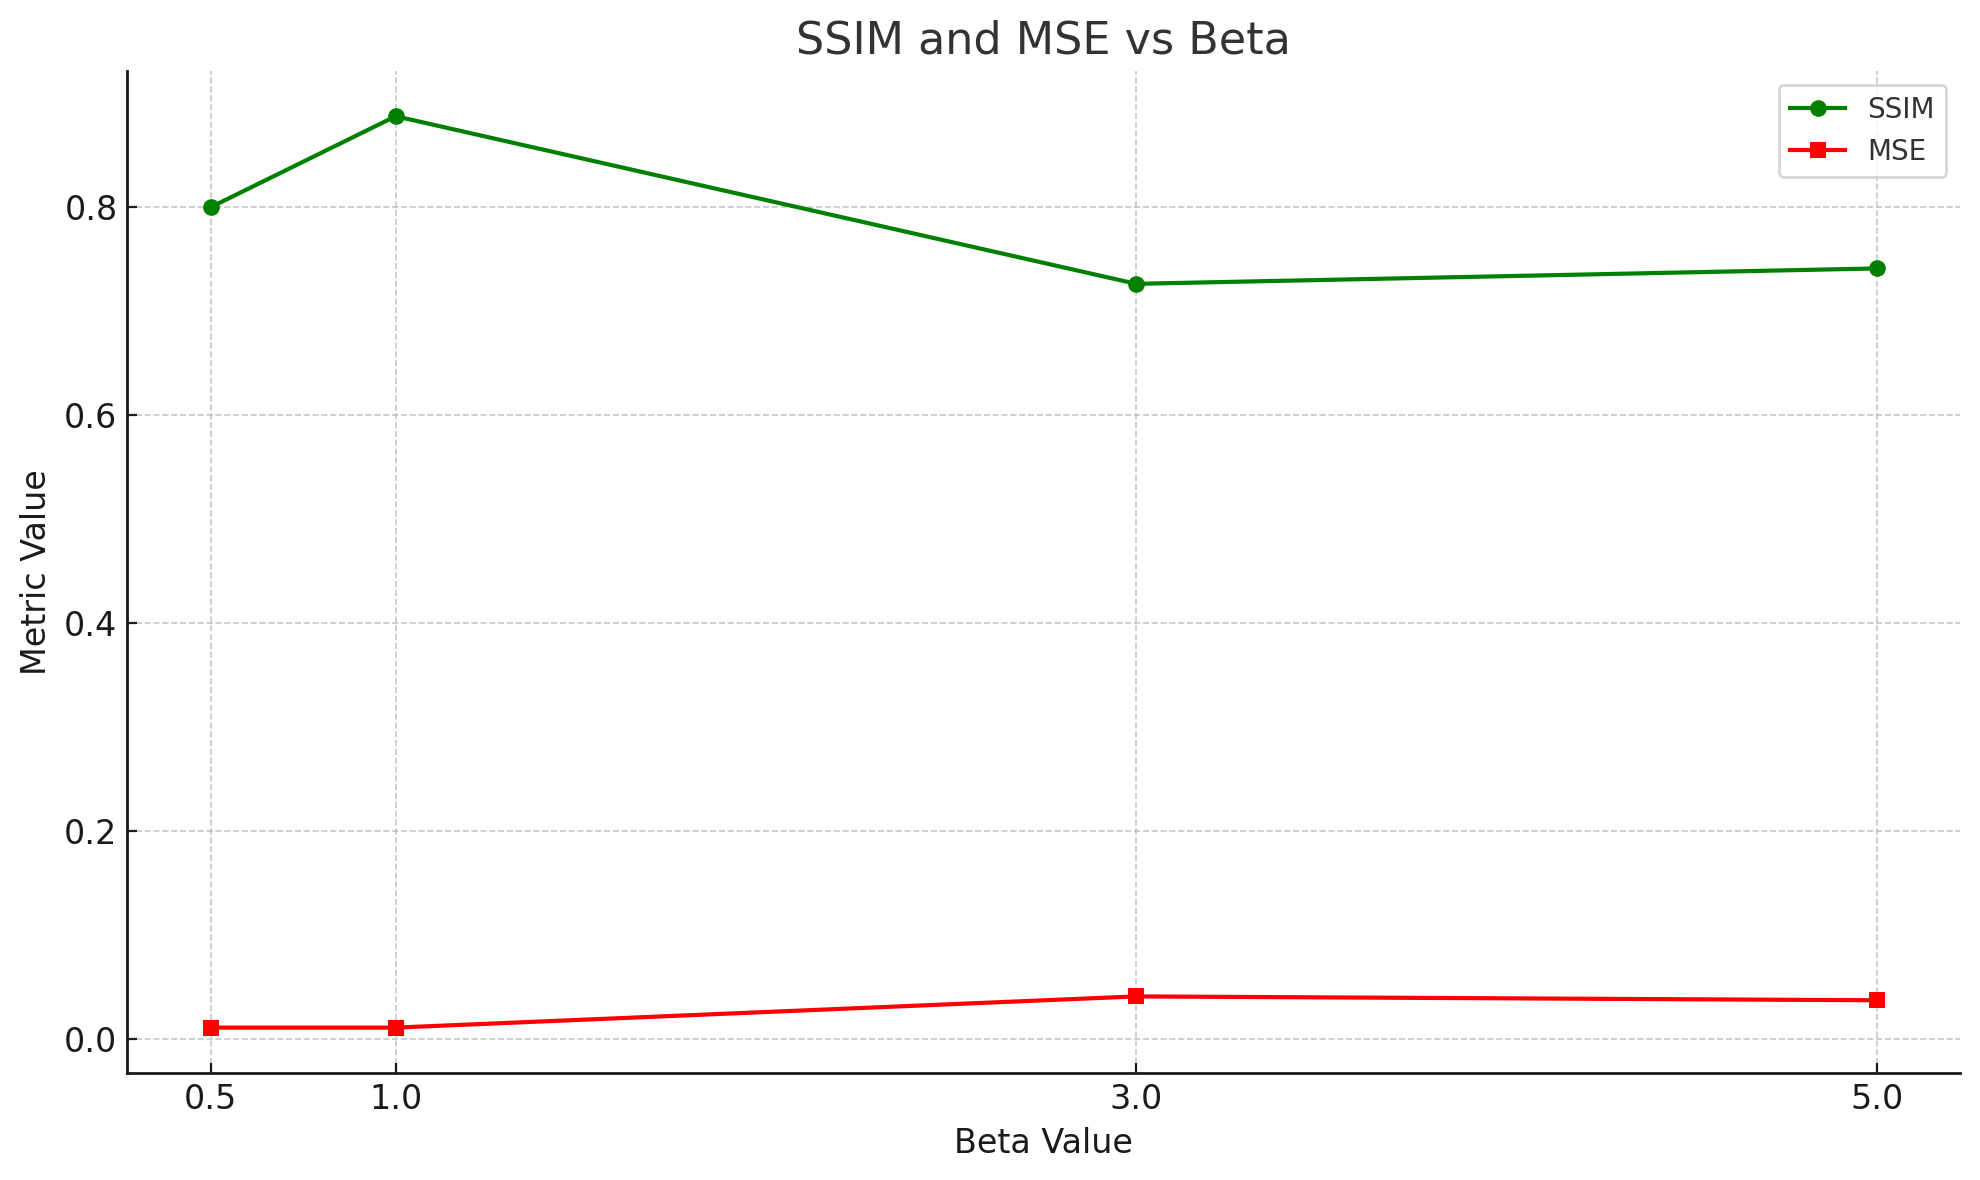 SSIM and MSE vs Beta
SSIM
MSE
0.8
0.6
0.4
0.2
0.0
Metric Value
0.5 1.0 3.0 5.0
Beta Value